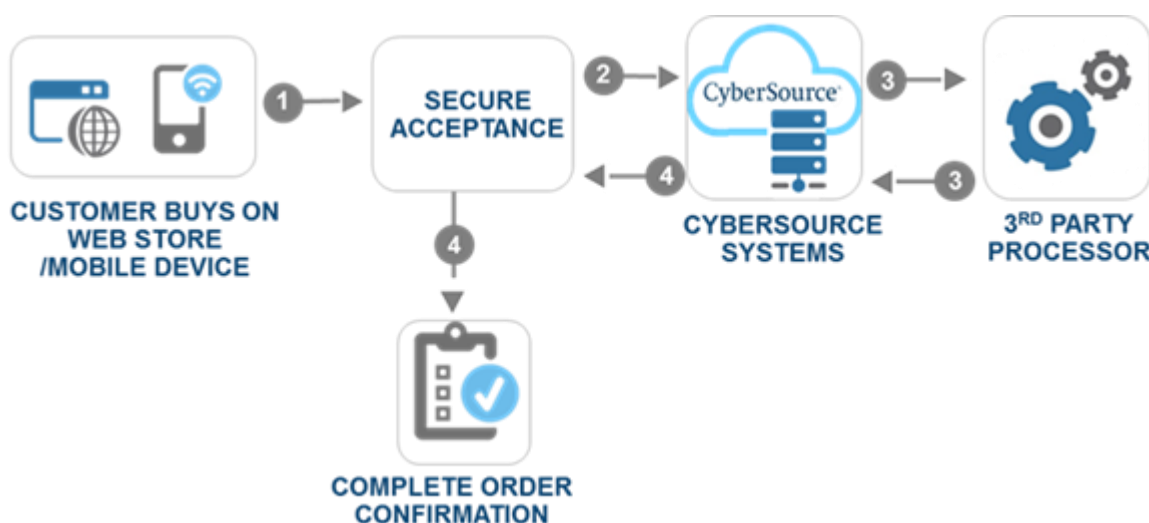 1
SECURE
ACCEPTANCE
2
CyberSource®
3
4
3
CUSTOMER BUYS ON
WEB STORE
/MOBILE DEVICE
CYBERSOURCE
SYSTEMS
3RD PARTY
PROCESSOR
4
COMPLETE ORDER
CONFIRMATION